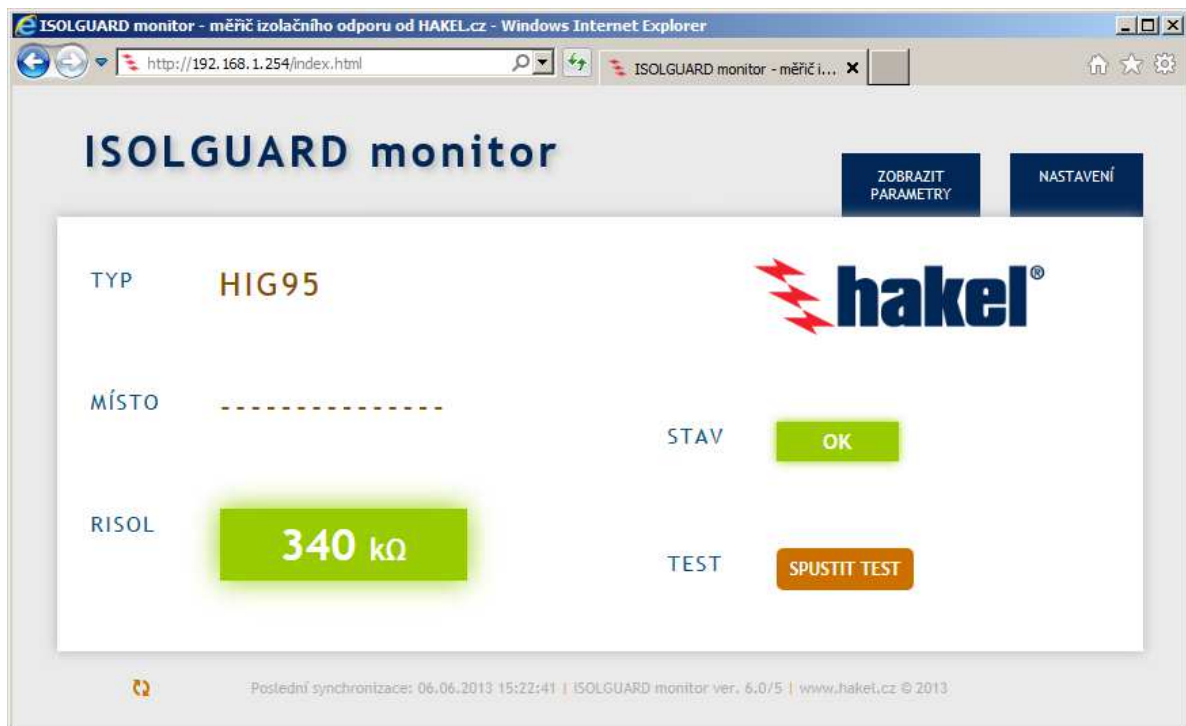 ISOLGUARD monitor - měřič izolačního odporu od HAKEL.cz - Windows Internet Explorer
http://192.168.1.254/index.html
ISOLGUARD monitor - měřič i...
ISOLGUARD monitor
ZOBRAZIT
PARAMETRY
NASTAVENÍ
TYP
HIG95
hakel®
MÍSTO
---------------
STAV
OK
RISOL
340 kΩ
TEST
SPUSTIT TEST
Poslední synchronizace: 06.06.2013 15:22:41 | ISOLGUARD monitor ver. 6.0/5 | www.hakel.cz © 2013